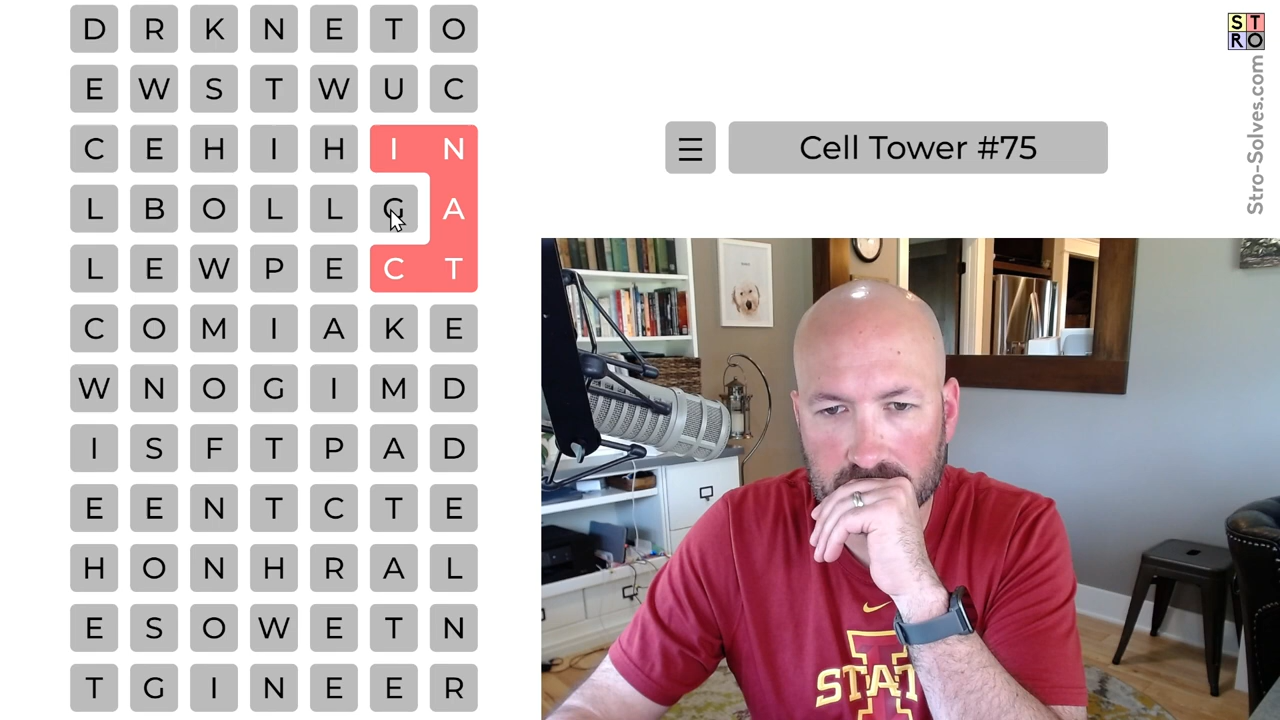 D R K N E T O
E W S T W U C
C E H I H I N
L B O L L G A
L E W P E C T
C O M I A K E
W N O G I M D
I S F T P A D
E E N T C T E
H O N H R A L
E S O W E T N
T G I N E E R
Cell Tower #75
S T
R O
Stro-Solves.com
I
STATE